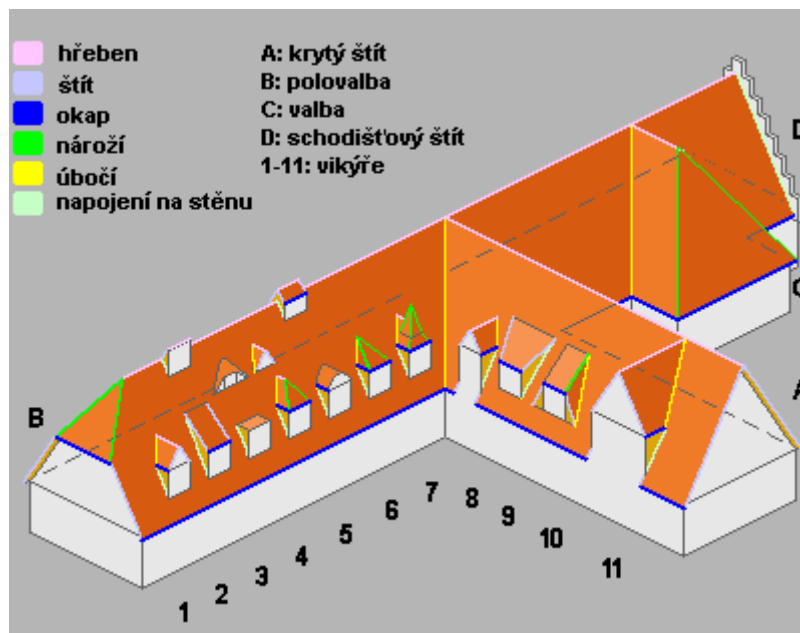 hřeben
štít
okap
nároží
úbočí
napojení na stěnu
A: krytý štít
B: polovalba
C: valba
D: schodišťový štít
1-11: vikýře
D
C
A
B
1
2
3
4
5
6
7
8
9
10
11